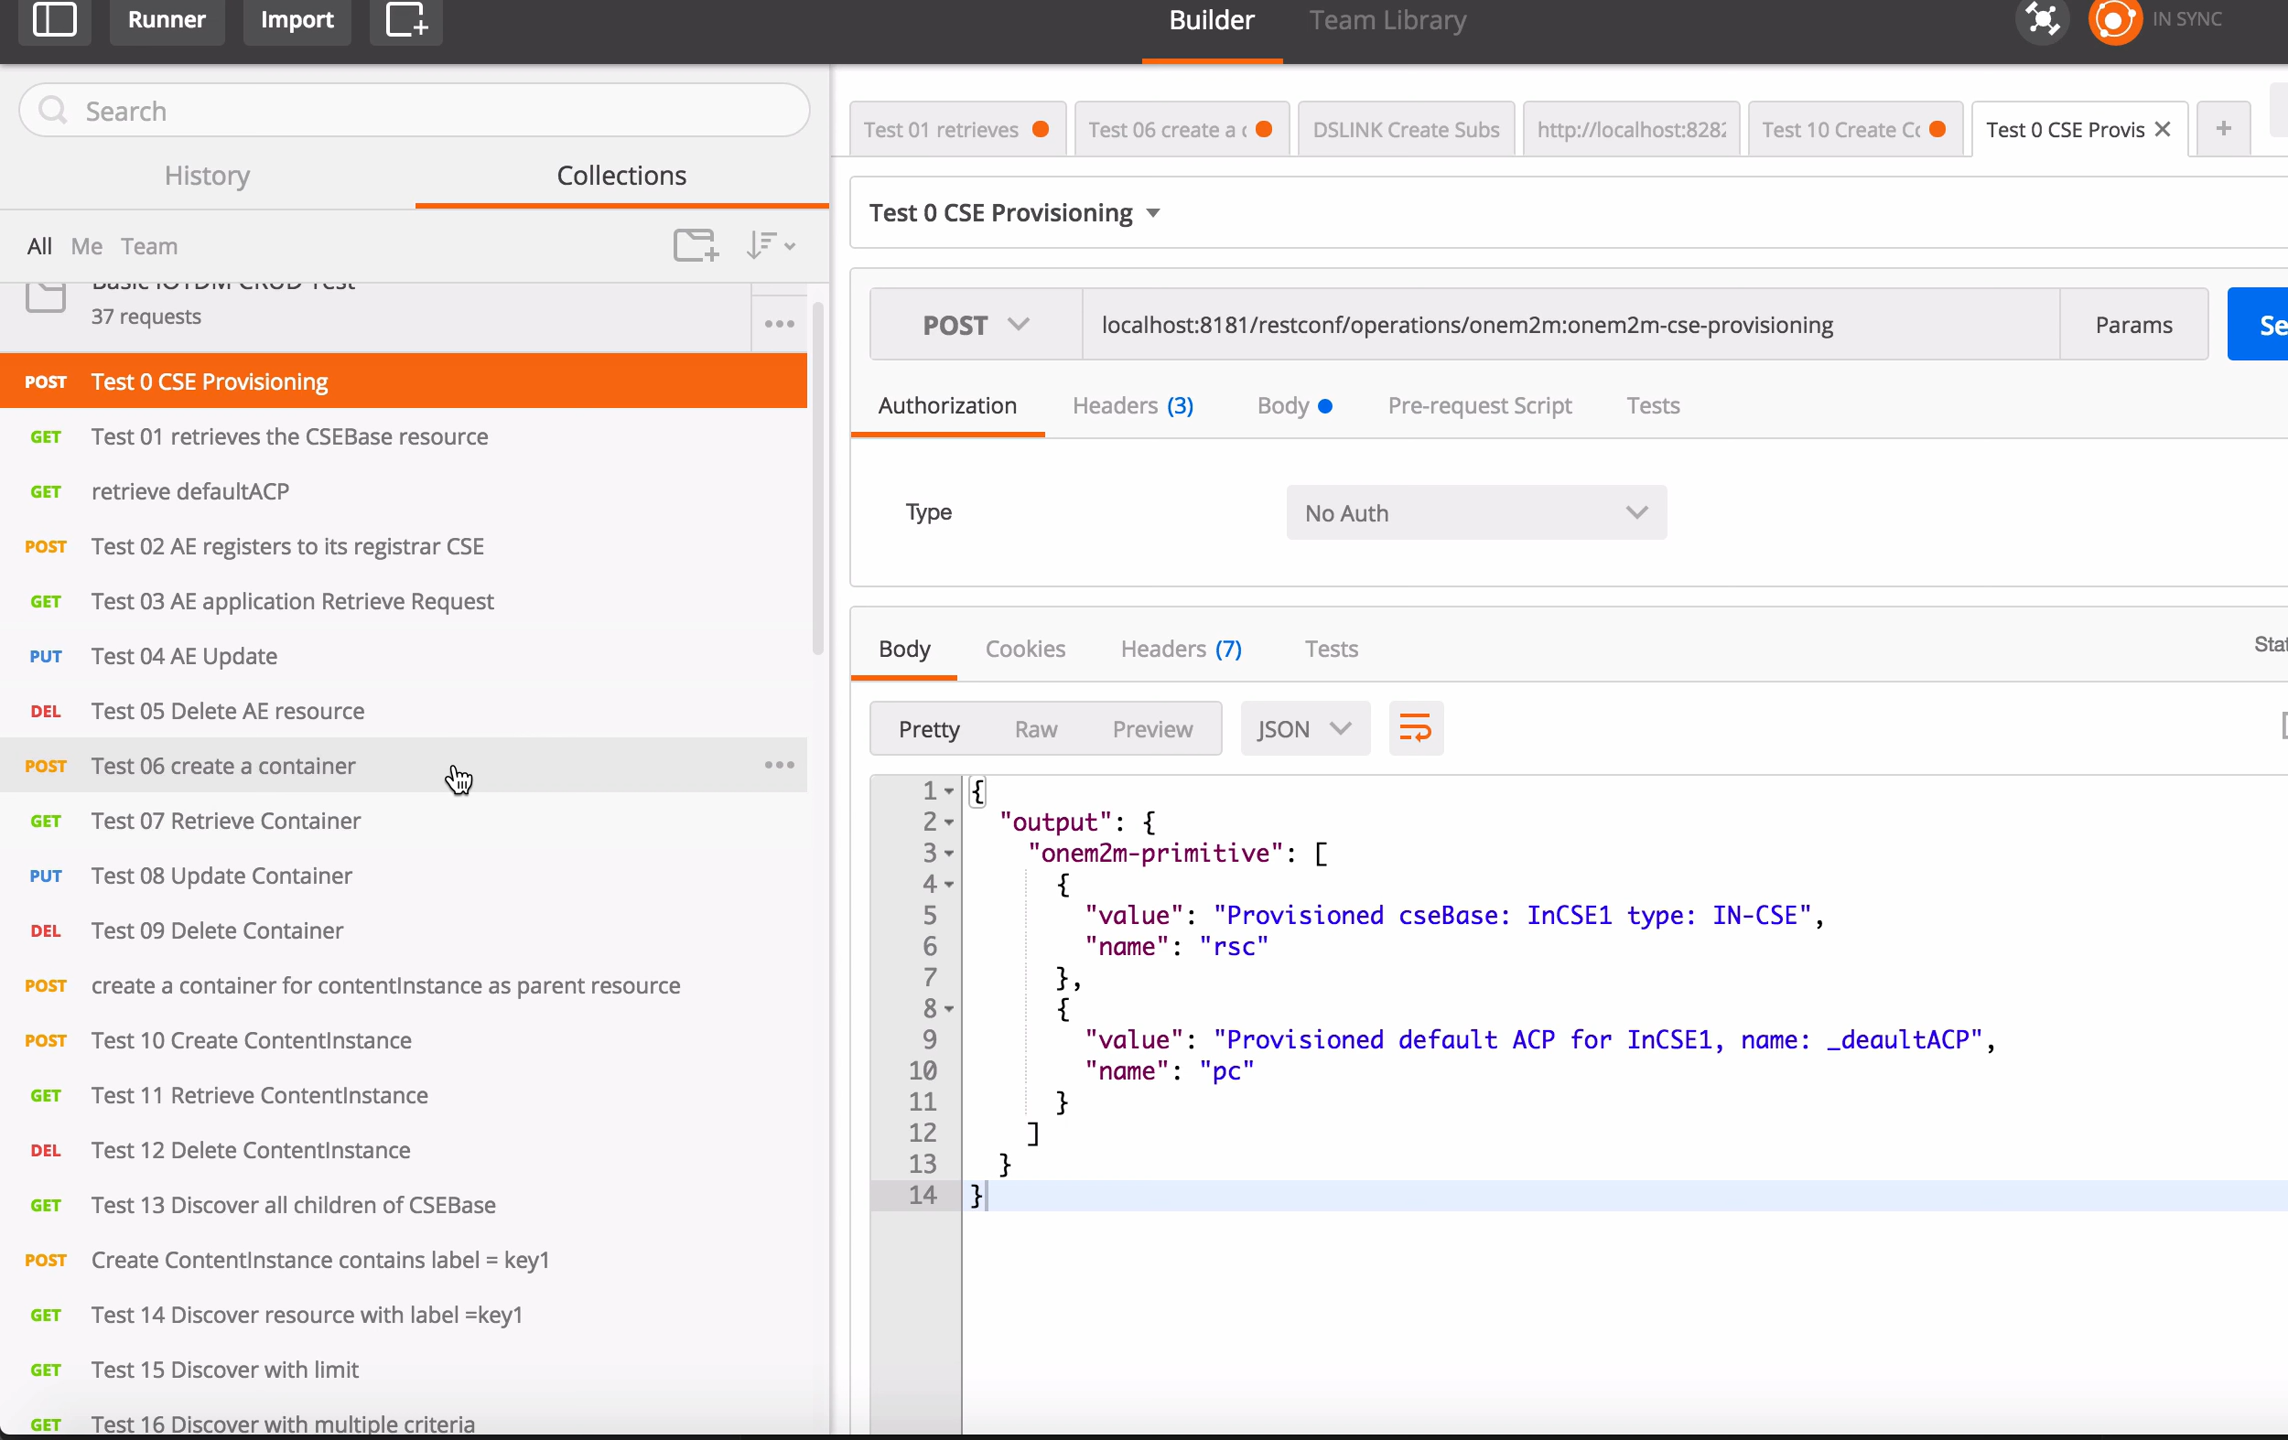 Runner Import Builder Team Library IN SYNC
Search
History Collections
All Me Team
Basic IOTDM CRUD Test
37 requests
POST Test 0 CSE Provisioning
GET Test 01 retrieves the CSEBase resource
GET retrieve defaultACP
POST Test 02 AE registers to its registrar CSE
GET Test 03 AE application Retrieve Request
PUT Test 04 AE Update
DEL Test 05 Delete AE resource
POST Test 06 create a container
GET Test 07 Retrieve Container
PUT Test 08 Update Container
DEL Test 09 Delete Container
POST create a container for contentInstance as parent resource
POST Test 10 Create ContentInstance
GET Test 11 Retrieve ContentInstance
DEL Test 12 Delete ContentInstance
GET Test 13 Discover all children of CSEBase
POST Create ContentInstance contains label = key1
GET Test 14 Discover resource with label =key1
GET Test 15 Discover with limit
GET Test 16 Discover with multiple criteria
Test 01 retrieves Test 06 create a c DSLINK Create Subs http://localhost:8282 Test 10 Create Co Test 0 CSE Provis
Test 0 CSE Provisioning
POST localhost:8181/restconf/operations/onem2m:onem2m-cse-provisioning Params Se
Authorization Headers (3) Body Pre-request Script Tests
Type No Auth
Body Cookies Headers (7) Tests Stat
Pretty Raw Preview JSON
1 {
2 "output": {
3 "onem2m-primitive": [
4 {
5 "value": "Provisioned cseBase: InCSE1 type: IN-CSE",
6 "name": "rsc"
7 },
8 {
9 "value": "Provisioned default ACP for InCSE1, name: _deaultACP",
10 "name": "pc"
11 }
12 ]
13 }
14 }